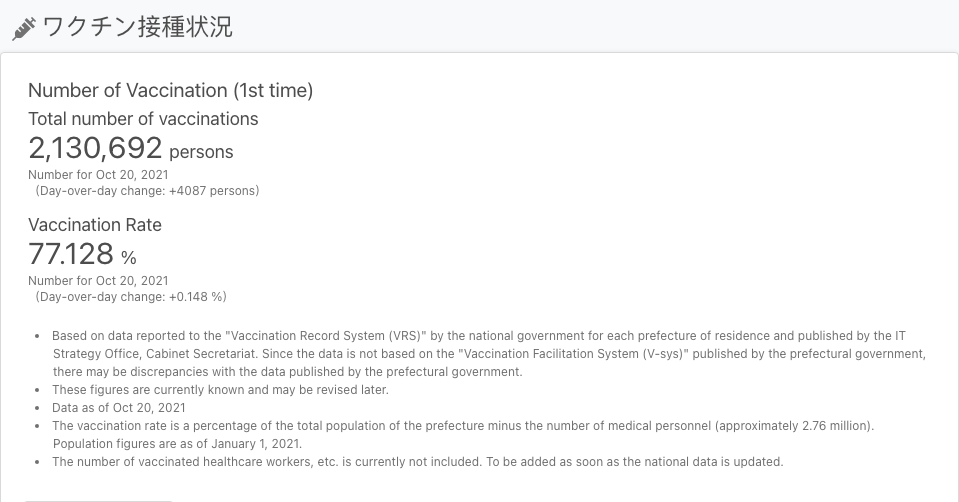 ワクチン接種状況
Number of Vaccination (1st time)
Total number of vaccinations
2,130,692 persons
Number for Oct 20, 2021
(Day-over-day change: +4087 persons)
Vaccination Rate
77.128 %
Number for Oct 20, 2021
(Day-over-day change: +0.148 %)
• Based on data reported to the "Vaccination Record System (VRS)" by the national government for each prefecture of residence and published by the IT
Strategy Office, Cabinet Secretariat. Since the data is not based on the "Vaccination Facilitation System (V-sys)" published by the prefectural government,
there may be discrepancies with the data published by the prefectural government.
• These figures are currently known and may be revised later.
• Data as of Oct 20, 2021
• The vaccination rate is a percentage of the total population of the prefecture minus the number of medical personnel (approximately 2.76 million).
Population figures are as of January 1, 2021.
• The number of vaccinated healthcare workers, etc. is currently not included. To be added as soon as the national data is updated.